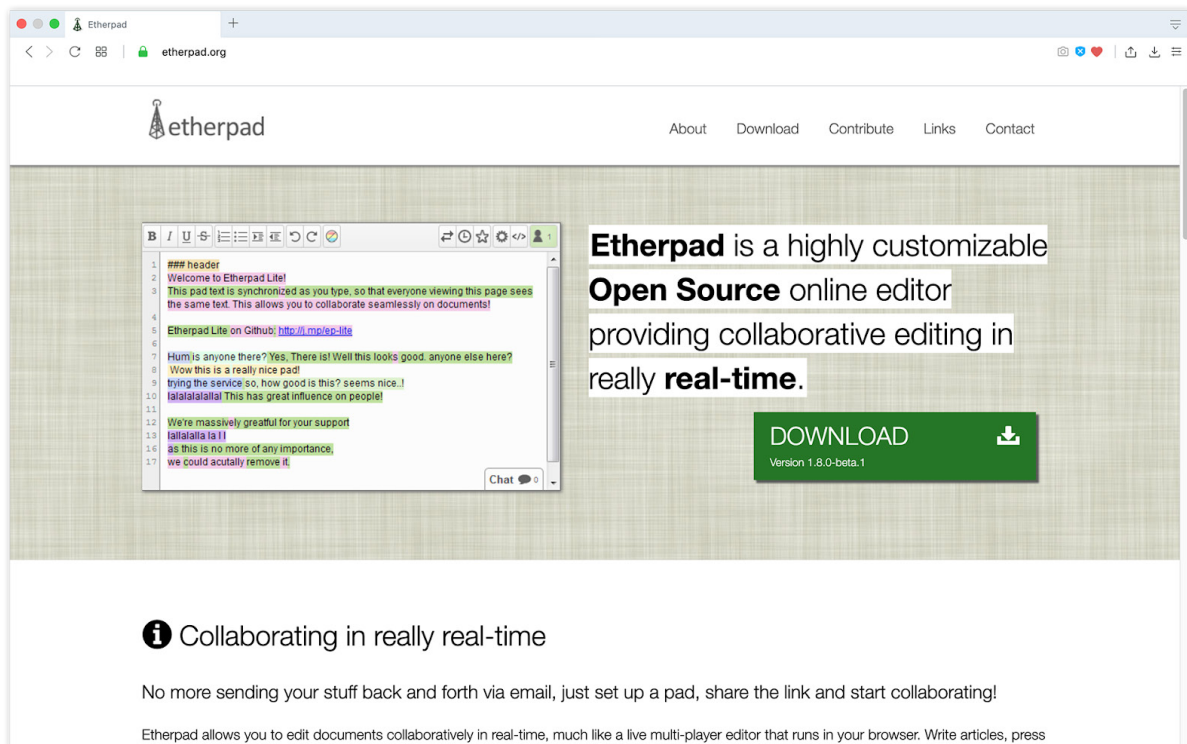 Etherpad
etherpad.org
etherpad
About Download Contribute Links Contact
B I U S
1
1 ### header
2 Welcome to Etherpad Lite!
3 This pad text is synchronized as you type, so that everyone viewing this page sees
the same text. This allows you to collaborate seamlessly on documents!
4
5 Etherpad Lite on Github: http://j.mp/ep-lite
6
7 Hum is anyone there? Yes, There is! Well this looks good. anyone else here?
8 Wow this is a really nice pad!
9 trying the service so, how good is this? seems nice..!
10 lalalalalallal This has great influence on people!
11
12 We're massively greatful for your support
13 lallalalla la l l
16 as this is no more of any importance,
17 we could acutally remove it.
Chat 0
Etherpad is a highly customizable
Open Source online editor
providing collaborative editing in
really real-time.
DOWNLOAD
Version 1.8.0-beta.1
Collaborating in really real-time
No more sending your stuff back and forth via email, just set up a pad, share the link and start collaborating!
Etherpad allows you to edit documents collaboratively in real-time, much like a live multi-player editor that runs in your browser. Write articles, press